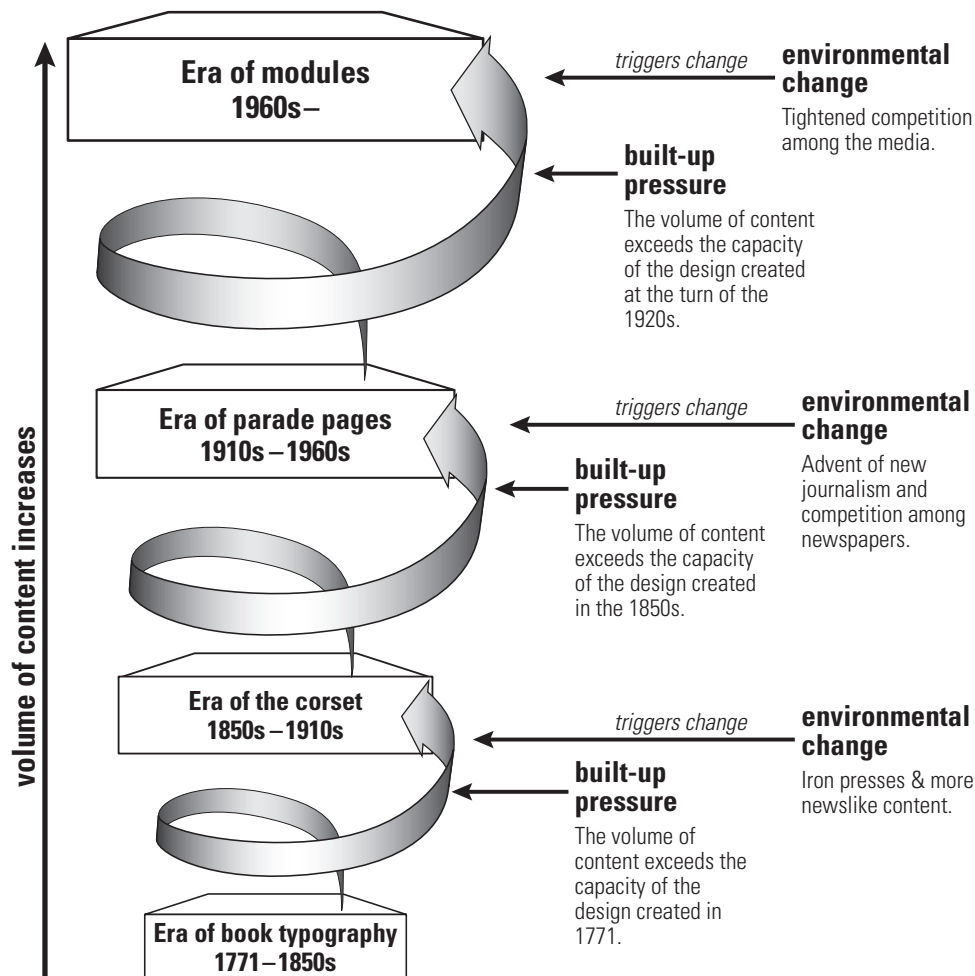 Era of modules
1960s –
triggers change
environmental
change
Tightened competition
among the media.
built-up
pressure
The volume of content
exceeds the capacity
of the design created
at the turn of the
1920s.
Era of parade pages
1910s – 1960s
triggers change
environmental
change
Advent of new
journalism and
competition among
newspapers.
built-up
pressure
The volume of content
exceeds the capacity
of the design created
in the 1850s.
volume of content increases
Era of the corset
1850s – 1910s
triggers change
environmental
change
Iron presses & more
newslike content.
built-up
pressure
The volume of
content exceeds the
capacity of the
design created in
1771.
Era of book typography
1771 – 1850s